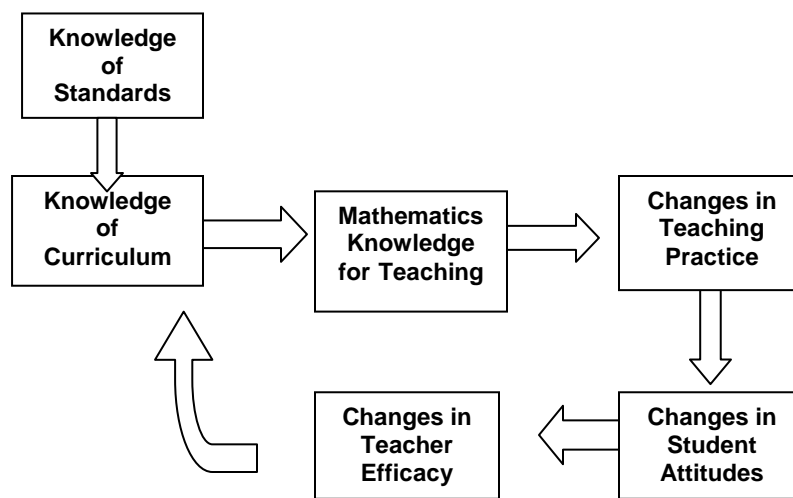 Knowledge
of
Standards
Knowledge
of
Curriculum
Mathematics
Knowledge
for Teaching
Changes in
Teaching
Practice
Changes in
Teacher
Efficacy
Changes in
Student
Attitudes